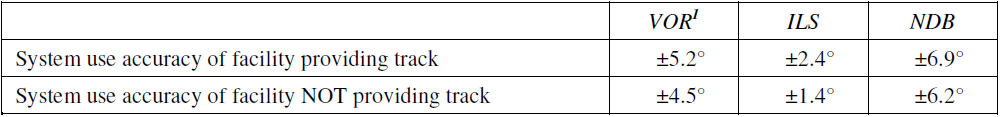 VOR¹ ILS NDB
System use accuracy of facility providing track ±5.2° ±2.4° ±6.9°
System use accuracy of facility NOT providing track ±4.5° ±1.4° ±6.2°